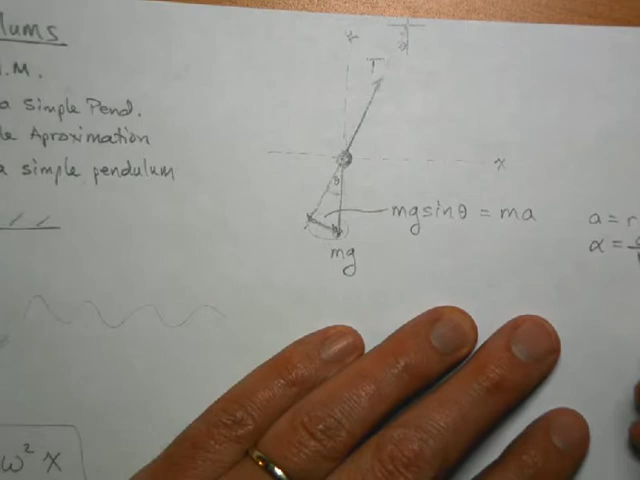 lums
.M.
a Simple Pend.
le Aproximation
a simple pendulum
ω² x
T
x
θ
mgsinθ = ma
mg
a = r
α =